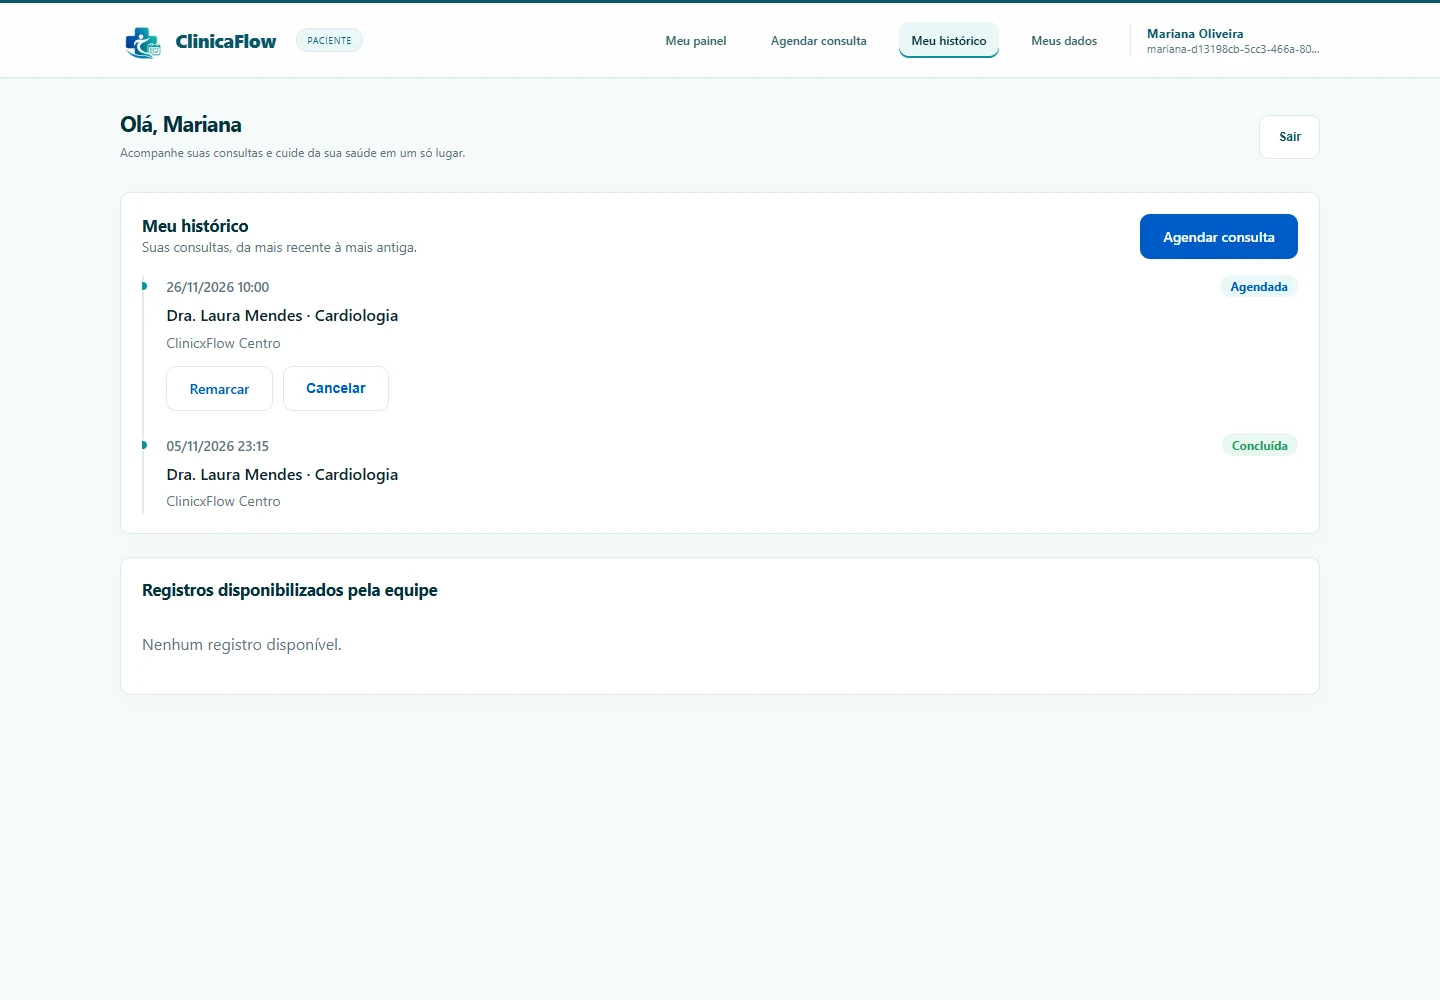 ClinicaFlow
PACIENTE
Meu painel
Agendar consulta
Meu histórico
Meus dados
Mariana Oliveira
mariana-d13198cb-5cc3-466a-80...
Olá, Mariana
Acompanhe suas consultas e cuide da sua saúde em um só lugar.
Sair
Meu histórico
Suas consultas, da mais recente à mais antiga.
Agendar consulta
26/11/2026 10:00
Agendada
Dra. Laura Mendes · Cardiologia
ClinicxFlow Centro
Remarcar
Cancelar
05/11/2026 23:15
Concluída
Dra. Laura Mendes · Cardiologia
ClinicxFlow Centro
Registros disponibilizados pela equipe
Nenhum registro disponível.